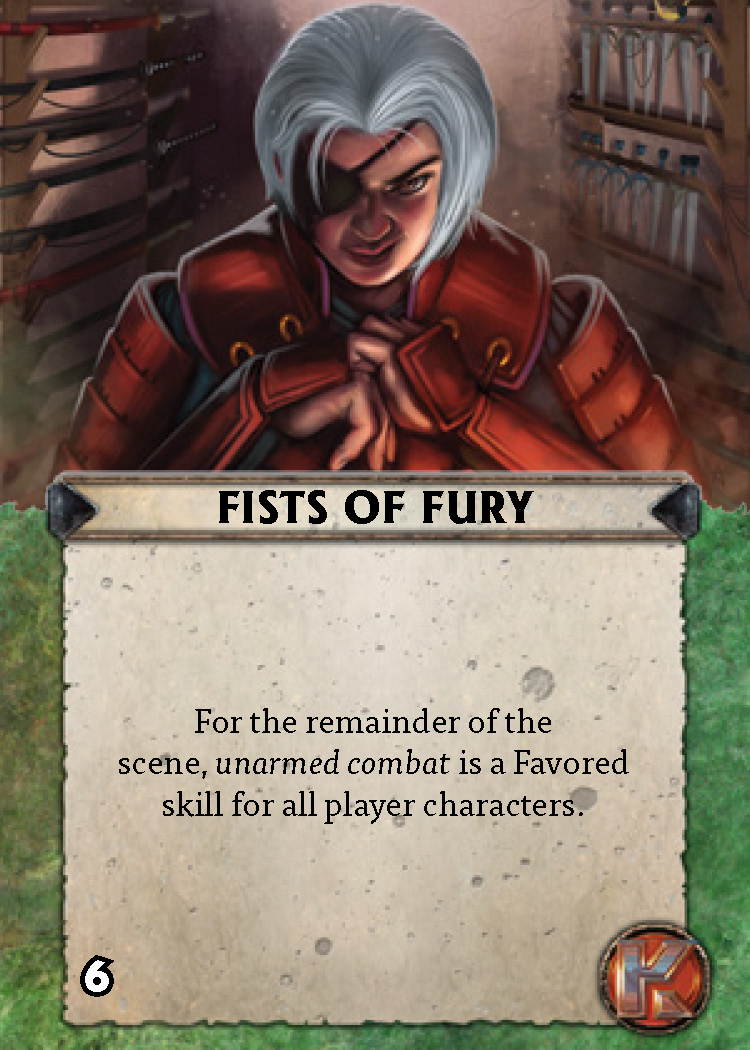 FISTS OF FURY
For the remainder of the
scene, unarmed combat is a Favored
skill for all player characters.
6
K